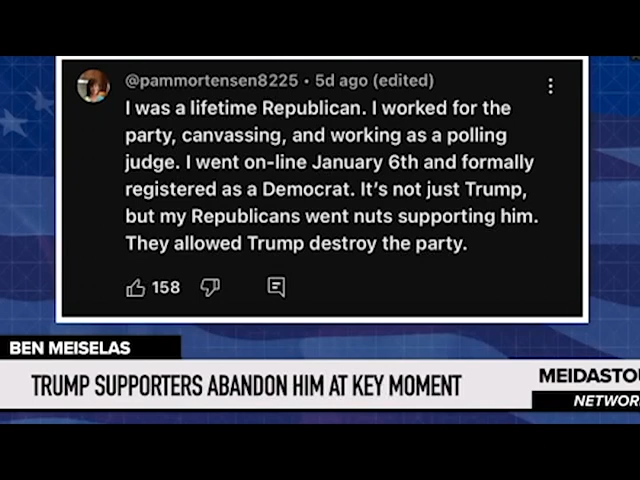 @pammortensen8225 • 5d ago (edited)
I was a lifetime Republican. I worked for the
party, canvassing, and working as a polling
judge. I went on-line January 6th and formally
registered as a Democrat. It’s not just Trump,
but my Republicans went nuts supporting him.
They allowed Trump destroy the party.
158
BEN MEISELAS
TRUMP SUPPORTERS ABANDON HIM AT KEY MOMENT
MEIDASTOU
NETWOR